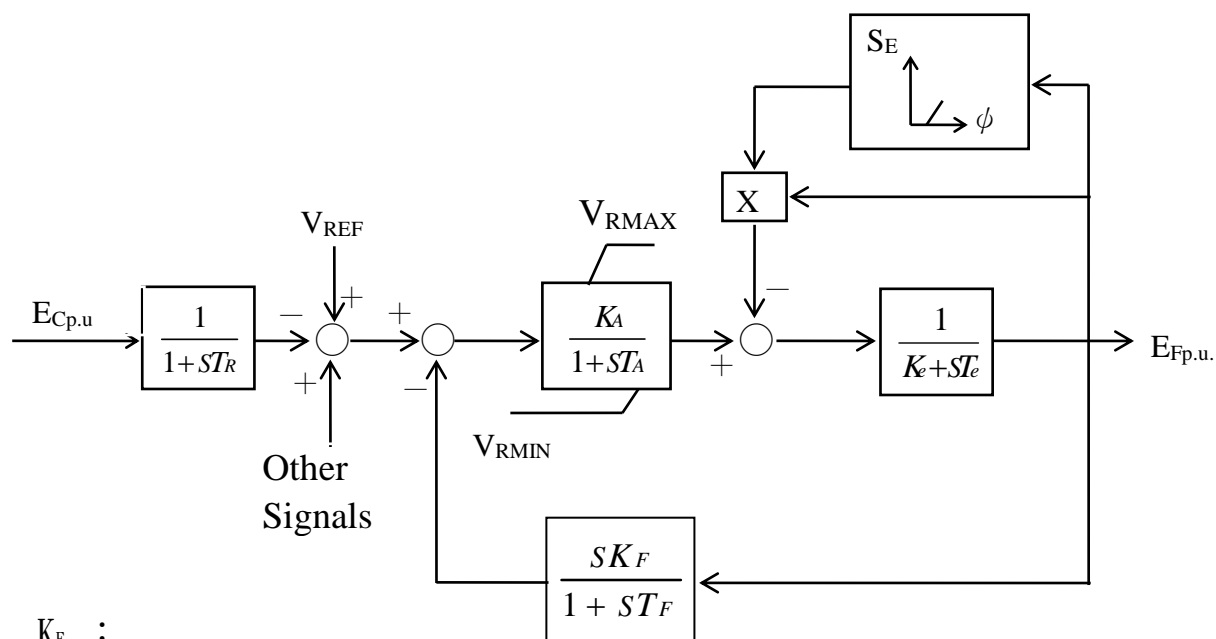 S_E
φ
X
V_RMAX
V_REF
E_Cp.u
1
1+ST_R
−
+
+
+
−
K_A
1+ST_A
+
−
1
K_e+ST_e
E_Fp.u.
V_RMIN
Other
Signals
SK_F
1 + ST_F